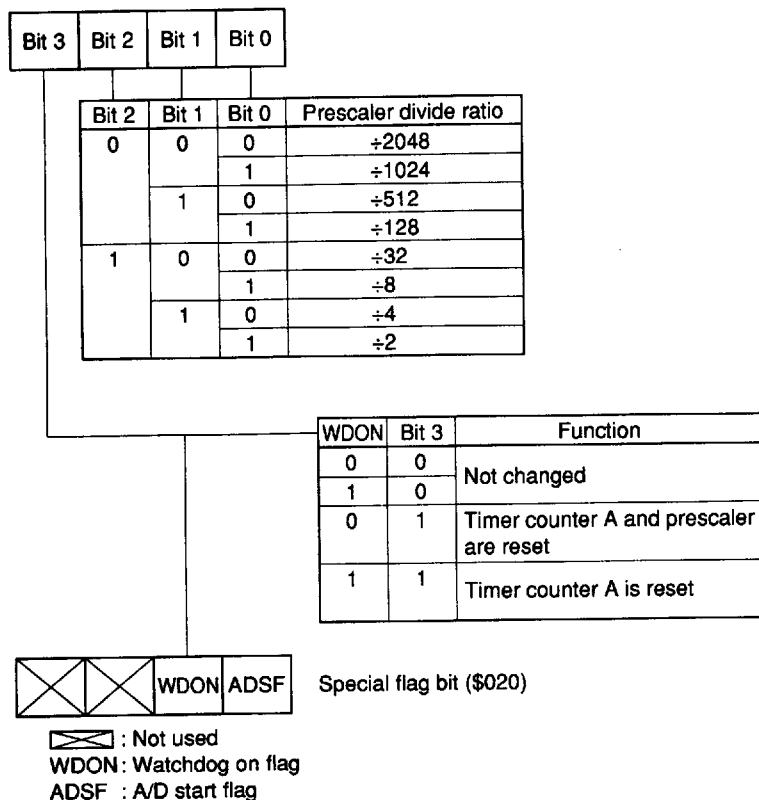 Bit 3 Bit 2 Bit 1 Bit 0
Bit 2 Bit 1 Bit 0 Prescaler divide ratio
0 0 0 ÷2048
1 ÷1024
1 0 ÷512
1 ÷128
1 0 0 ÷32
1 ÷8
1 0 ÷4
1 ÷2
WDON Bit 3 Function
0 0 Not changed
1 0
0 1 Timer counter A and prescaler
are reset
1 1 Timer counter A is reset
WDON ADSF Special flag bit ($020)
: Not used
WDON : Watchdog on flag
ADSF : A/D start flag